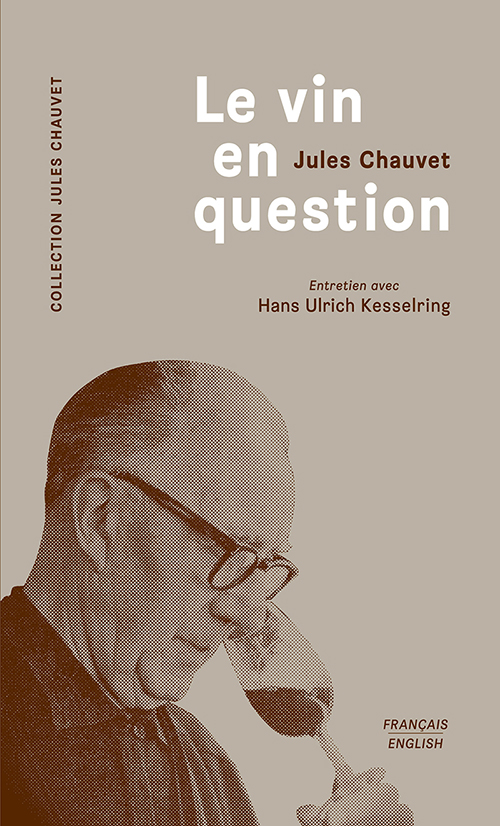 COLLECTION JULES CHAUVET
Le vin
en Jules Chauvet
question
Entretien avec
Hans Ulrich Kesselring
FRANÇAIS
ENGLISH